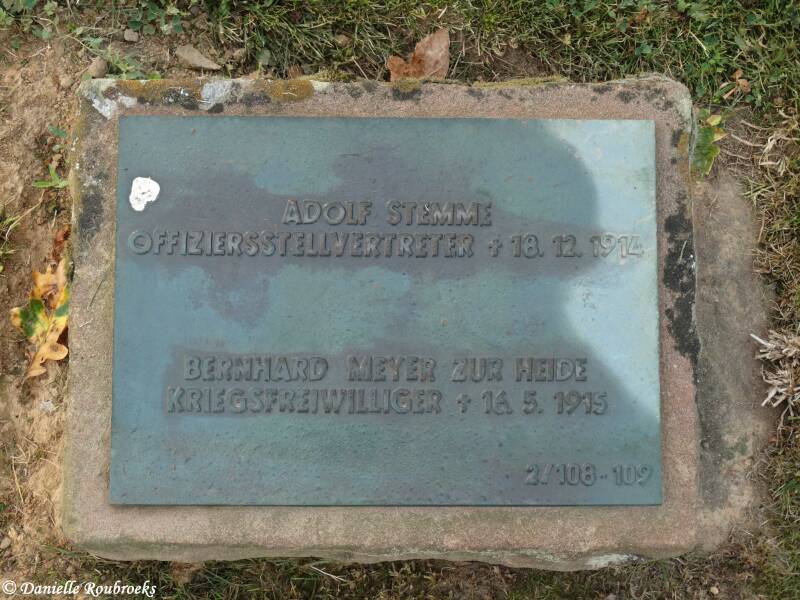 ADOLF STEMME
OFFIZIERSSTELLVERTRETER + 18. 12. 1914
BERNHARD MEYER ZUR HEIDE
KRIEGSFREIWILLIGER + 16. 5. 1915
2/108-109
© Danielle Roubroeks